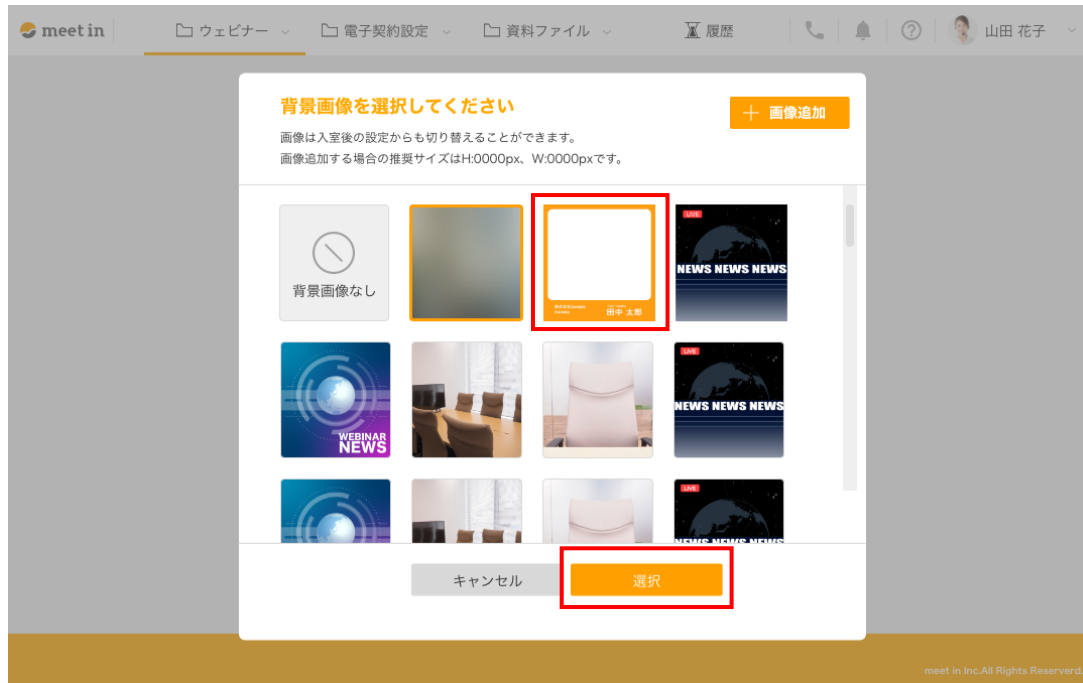 meet in
ウェビナー
電子契約設定
資料ファイル
履歴
山田 花子
背景画像を選択してください
画像追加
画像は入室後の設定からも切り替えることができます。
画像追加する場合の推奨サイズはH:0000px、W:0000pxです。
背景画像なし
田中 太郎
LIVE
NEWS NEWS NEWS
WEBINAR
NEWS
LIVE
NEWS NEWS NEWS
LIVE
NEWS NEWS NEWS
キャンセル
選択
meet in Inc.All Rights Reserverd.